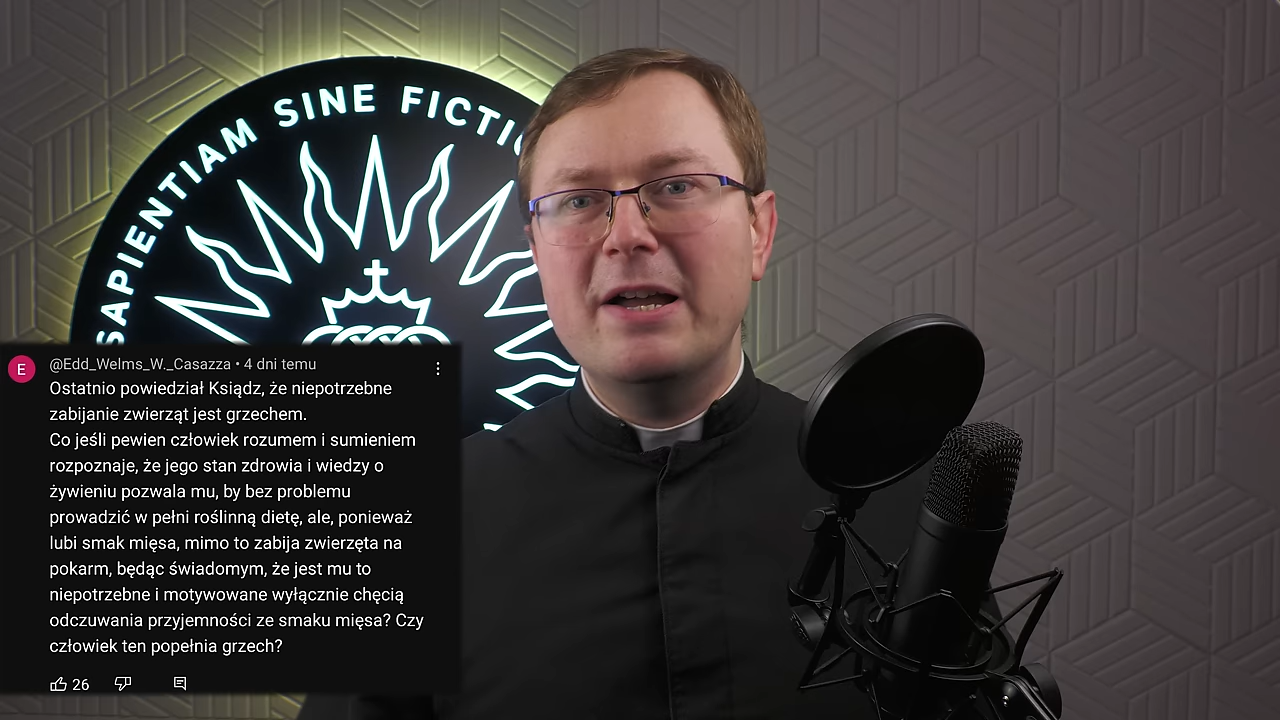 SAPIENTIAM SINE
@Edd_Welms_W._Casazza • 4 dni temu
Ostatnio powiedział Ksiądz, że niepotrzebne
zabijanie zwierząt jest grzechem.
Co jeśli pewien człowiek rozumem i sumieniem
rozpoznaje, że jego stan zdrowia i wiedzy o
żywieniu pozwala mu, by bez problemu
prowadzić w pełni roślinną dietę, ale, ponieważ
lubi smak mięsa, mimo to zabija zwierzęta na
pokarm, będąc świadomym, że jest mu to
niepotrzebne i motywowane wyłącznie chęcią
odczuwania przyjemności ze smaku mięsa? Czy
człowiek ten popełnia grzech?
26